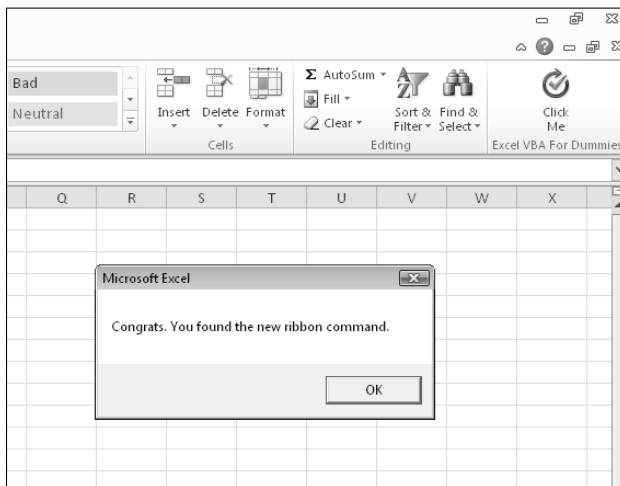 Bad
Neutral
Insert
Delete
Format
Cells
Σ AutoSum
Fill
Clear
A
Z
Sort &
Filter
Find &
Select
Editing
Click
Me
Excel VBA For Dummies
Q R S T U V W X
Microsoft Excel
Congrats. You found the new ribbon command.
OK